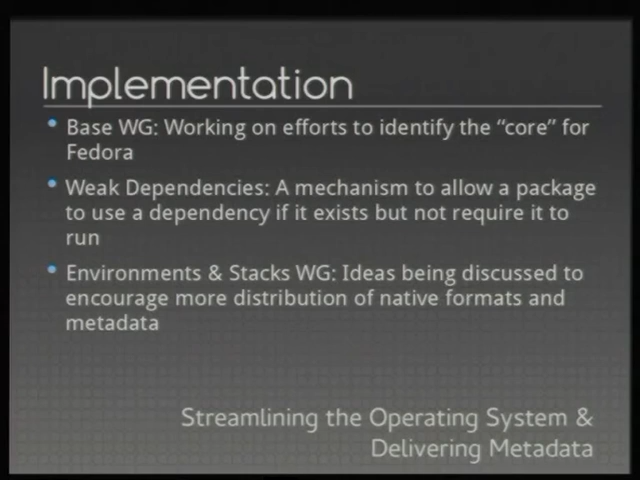 Implementation
Base WG: Working on efforts to identify the “core” for
Fedora
Weak Dependencies: A mechanism to allow a package
to use a dependency if it exists but not require it to
run
Environments & Stacks WG: Ideas being discussed to
encourage more distribution of native formats and
metadata
Streamlining the Operating System &
Delivering Metadata